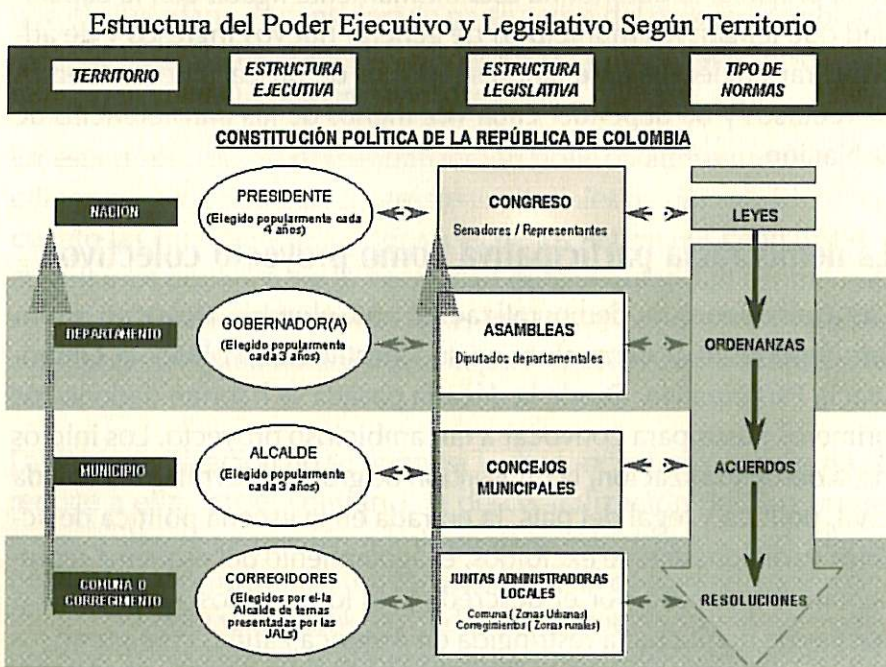 Estructura del Poder Ejecutivo y Legislativo Según Territorio
TERRITORIO
ESTRUCTURA
EJECUTIVA
ESTRUCTURA
LEGISLATIVA
TIPO DE
NORMAS
CONSTITUCIÓN POLÍTICA DE LA REPÚBLICA DE COLOMBIA
NACIÓN
PRESIDENTE
(Elegido popularmente cada
4 años)
CONGRESO
Senadores / Representantes
LEYES
DEPARTAMENTO
GOBERNADOR(A)
(Elegido popularmente
cada 3 años)
ASAMBLEAS
Diputados departamentales
ORDENANZAS
MUNICIPIO
ALCALDE
(Elegido popularmente
cada 3 años)
CONCEJOS
MUNICIPALES
ACUERDOS
COMUNA O
CORREGIMIENTO
CORREGIDORES
(Elegidos por el-la
Alcalde de ternas
presentadas por las
JALs)
JUNTAS ADMINISTRADORAS
LOCALES
Comuna ( Zonas Urbanas)
Corregimientos ( Zonas rurales)
RESOLUCIONES